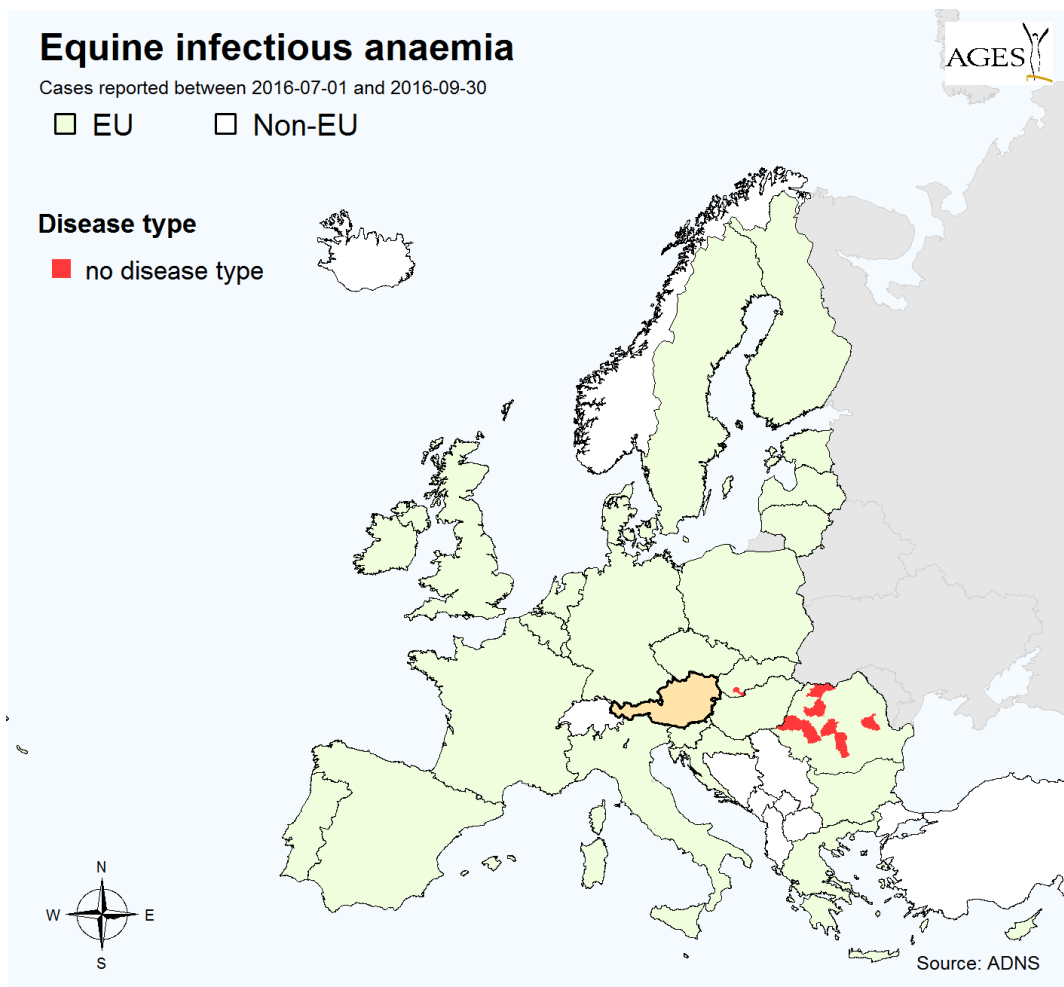 Equine infectious anaemia
Cases reported between 2016-07-01 and 2016-09-30
EU Non-EU
AGES
Disease type
no disease type
N
W E
S
Source: ADNS